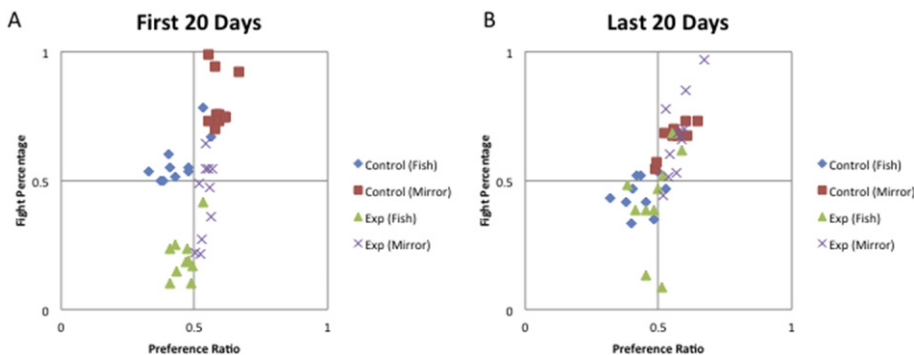 A
First 20 Days
1
0.5
0
0
0.5
1
Fight Percentage
Preference Ratio
Control (Fish)
Control (Mirror)
Exp (Fish)
Exp (Mirror)
B
Last 20 Days
1
0.5
0
0
0.5
1
Fight Percentage
Preference Ratio
Control (Fish)
Control (Mirror)
Exp (Fish)
Exp (Mirror)